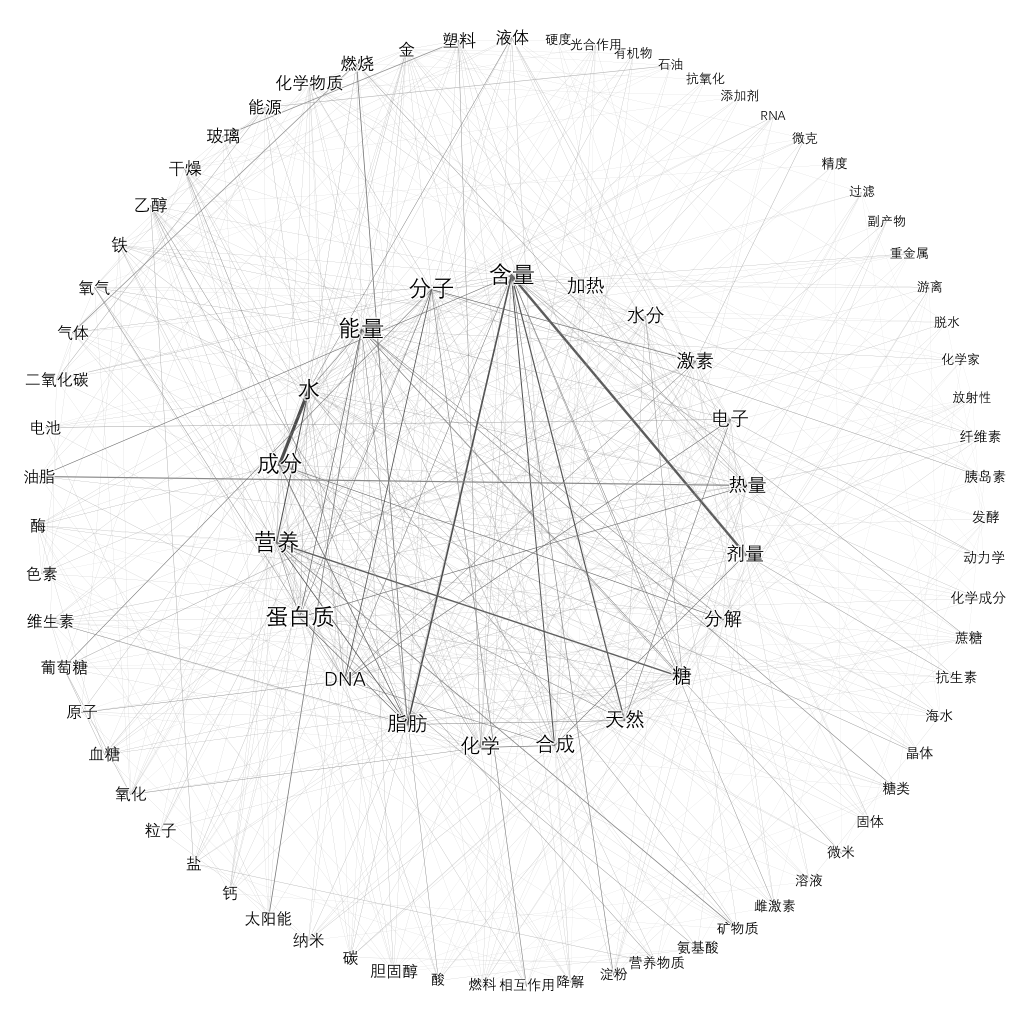 液体
硬度
光合作用
有机物
石油
抗氧化
添加剂
RNA
微克
精度
过滤
副产物
重金属
游离
脱水
化学家
放射性
纤维素
胰岛素
发酵
动力学
化学成分
蔗糖
抗生素
海水
晶体
糖类
固体
微米
溶液
雌激素
矿物质
氨基酸
营养物质
淀粉
降解
相互作用
燃料
酸
胆固醇
碳
纳米
太阳能
钙
盐
粒子
氧化
血糖
原子
葡萄糖
维生素
色素
酶
油脂
电池
二氧化碳
气体
氧气
铁
乙醇
干燥
玻璃
能源
化学物质
燃烧
金
塑料
含量
加热
水分
激素
电子
热量
剂量
分解
糖
天然
合成
化学
脂肪
DNA
蛋白质
营养
成分
水
能量
分子